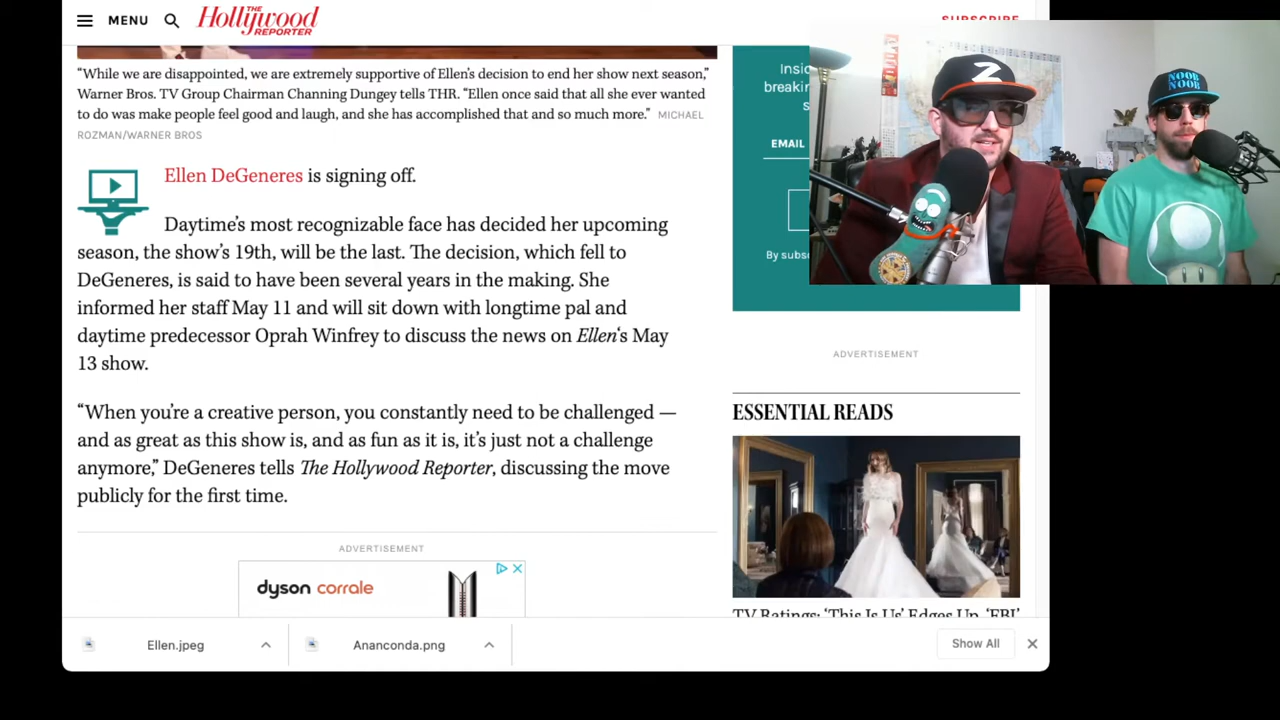 MENU
THE
Hollywood
REPORTER
SUBSCRIBE
"While we are disappointed, we are extremely supportive of Ellen's decision to end her show next season,"
Warner Bros. TV Group Chairman Channing Dungey tells THR. "Ellen once said that all she ever wanted
to do was make people feel good and laugh, and she has accomplished that and so much more." MICHAEL
ROZMAN/WARNER BROS
Ellen DeGeneres is signing off.
Daytime's most recognizable face has decided her upcoming
season, the show's 19th, will be the last. The decision, which fell to
DeGeneres, is said to have been several years in the making. She
informed her staff May 11 and will sit down with longtime pal and
daytime predecessor Oprah Winfrey to discuss the news on Ellen's May
13 show.
"When you're a creative person, you constantly need to be challenged —
and as great as this show is, and as fun as it is, it's just not a challenge
anymore," DeGeneres tells The Hollywood Reporter, discussing the move
publicly for the first time.
ADVERTISEMENT
dyson corrale
EMAIL
Z
NOOB
NOOB
ADVERTISEMENT
ESSENTIAL READS
TV Ratings: 'This Is Us' Edges Up, 'FBI'
Ellen.jpeg
Ananconda.png
Show All